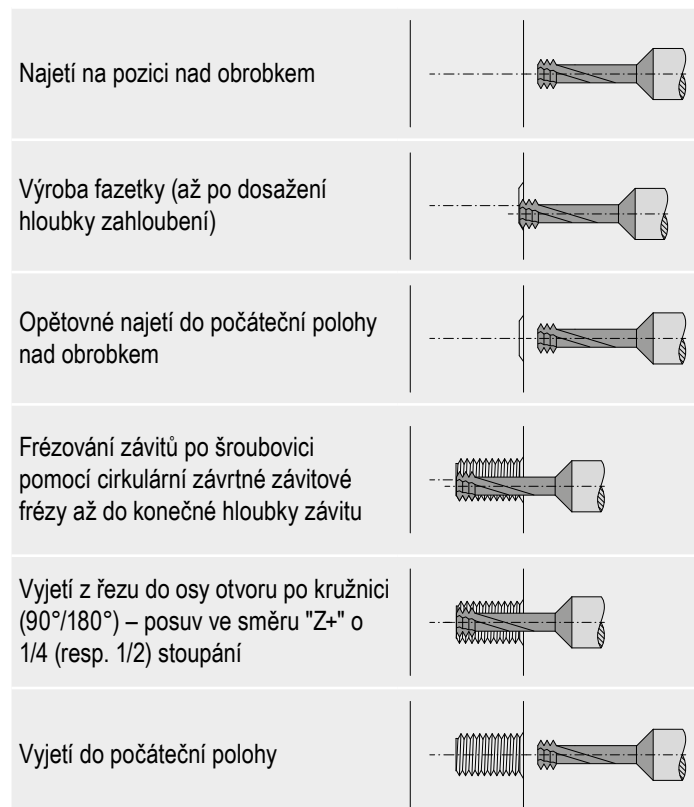 Najetí na pozici nad obrobkem
Výroba fazetky (až po dosažení
hloubky zahloubení)
Opětovné najetí do počáteční polohy
nad obrobkem
Frézování závitů po šroubovici
pomocí cirkulární závrtné závitové
frézy až do konečné hloubky závitu
Vyjetí z řezu do osy otvoru po kružnici
(90°/180°) – posuv ve směru "Z+" o
1/4 (resp. 1/2) stoupání
Vyjetí do počáteční polohy